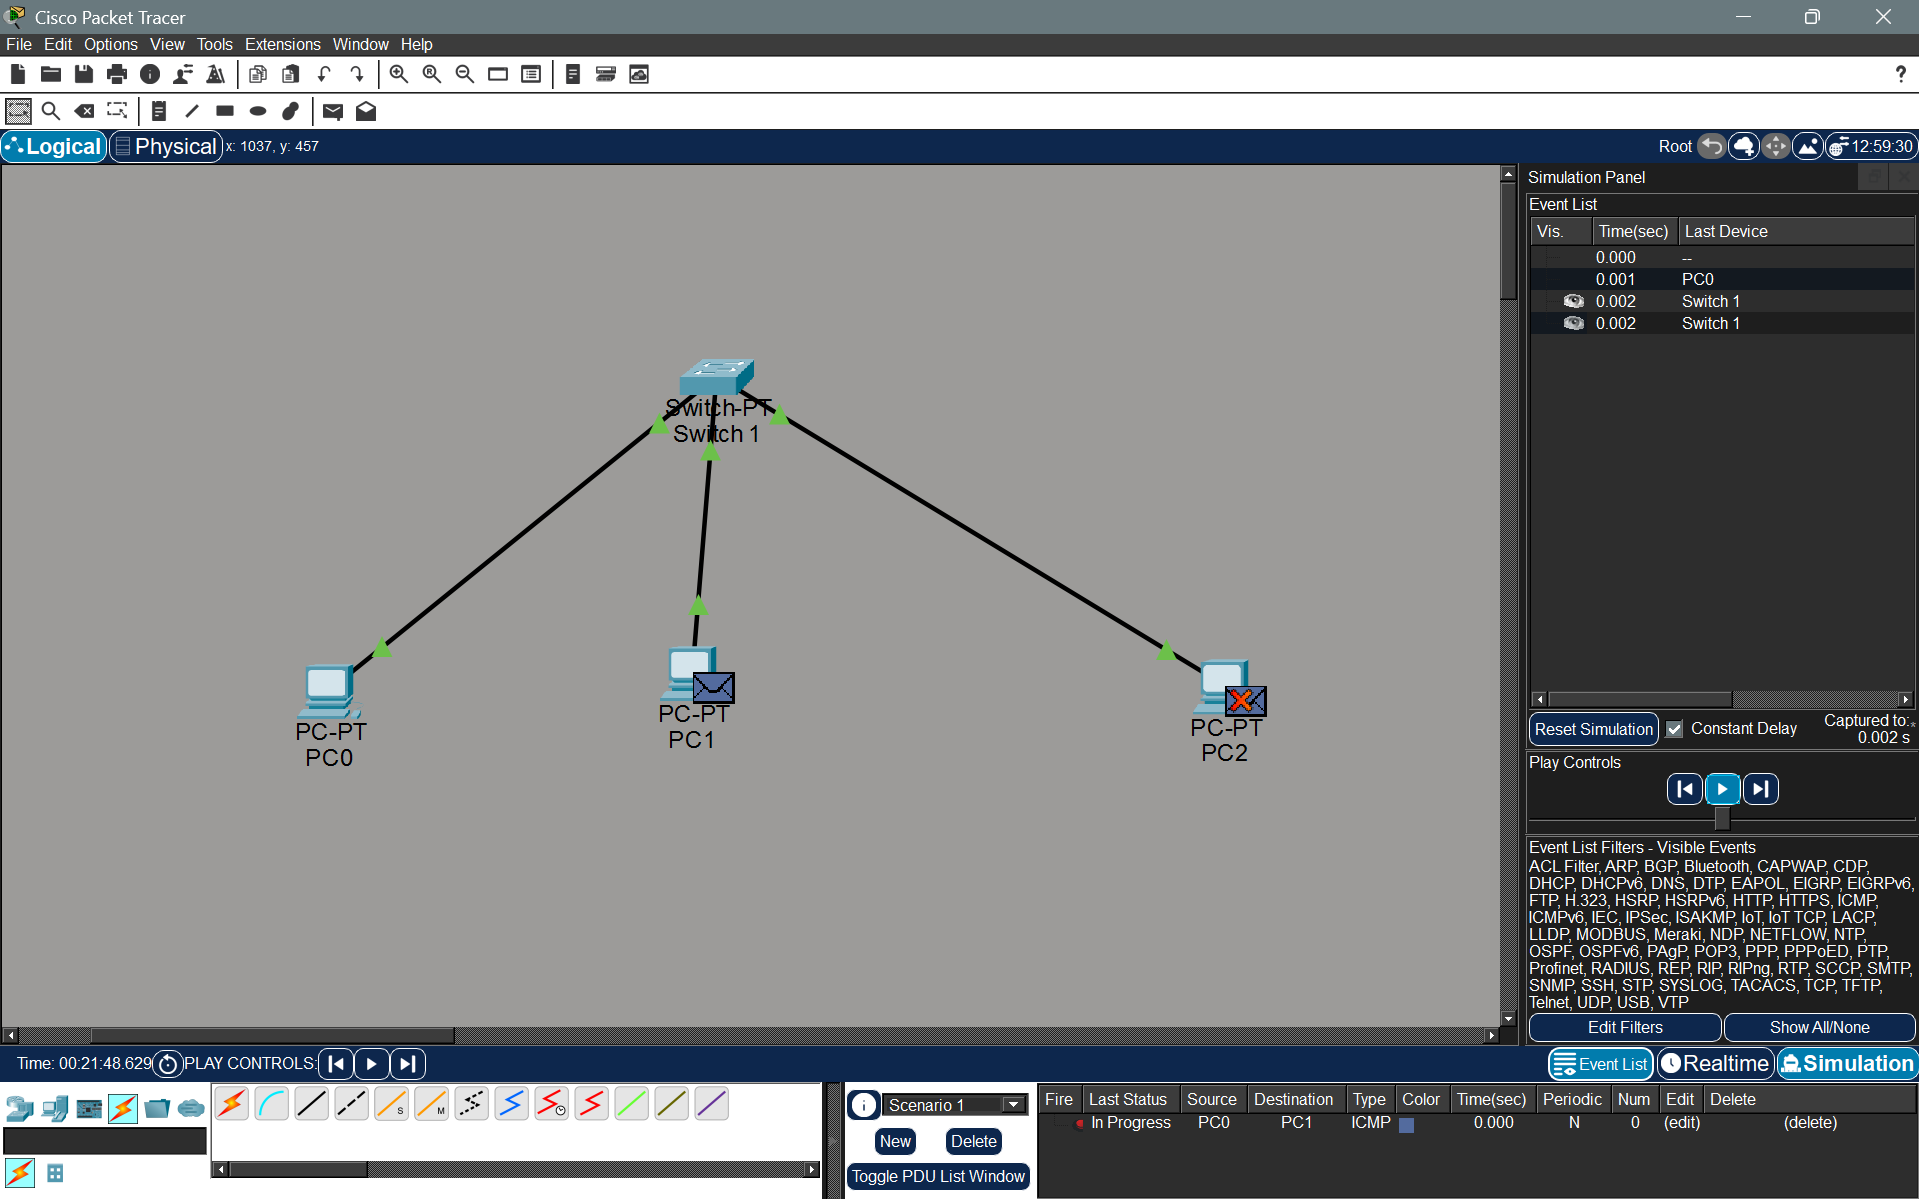 Cisco Packet Tracer
File Edit Options View Tools Extensions Window Help
?
Logical Physical x: 1037, y: 457 Root 12:59:30
Simulation Panel
Event List
Vis. Time(sec) Last Device
0.000 --
0.001 PC0
0.002 Switch 1
0.002 Switch 1
Switch-PT
Switch 1
PC-PT
PC0
PC-PT
PC1
PC-PT
PC2
Reset Simulation Constant Delay Captured to:*
0.002 s
Play Controls
Event List Filters - Visible Events
ACL Filter, ARP, BGP, Bluetooth, CAPWAP, CDP,
DHCP, DHCPv6, DNS, DTP, EAPOL, EIGRP, EIGRPv6,
FTP, H.323, HSRP, HSRPv6, HTTP, HTTPS, ICMP,
ICMPv6, IEC, IPSec, ISAKMP, IoT, IoT TCP, LACP,
LLDP, MODBUS, Meraki, NDP, NETFLOW, NTP,
OSPF, OSPFv6, PAgP, POP3, PPP, PPPoED, PTP,
Profinet, RADIUS, REP, RIP, RIPng, RTP, SCCP, SMTP,
SNMP, SSH, STP, SYSLOG, TACACS, TCP, TFTP,
Telnet, UDP, USB, VTP
Edit Filters Show All/None
Time: 00:21:48.629 PLAY CONTROLS: Event List Realtime Simulation
S M
Scenario 1
New Delete
Toggle PDU List Window
Fire Last Status Source Destination Type Color Time(sec) Periodic Num Edit Delete
In Progress PC0 PC1 ICMP 0.000 N 0 (edit) (delete)